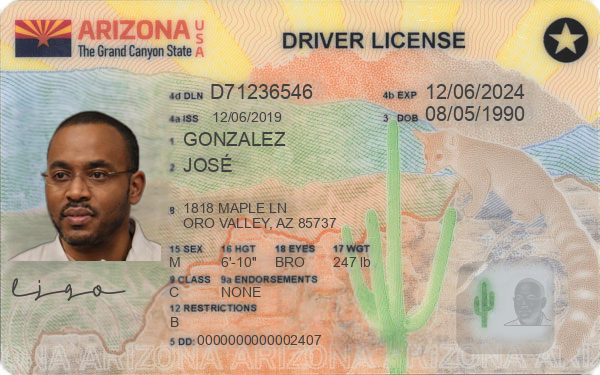 ARIZONA USA
The Grand Canyon State
DRIVER LICENSE
4d DLN D71236546
4b EXP 12/06/2024
4a ISS 12/06/2019
3 DOB 08/05/1990
1 GONZALEZ
2 JOSÉ
8 1818 MAPLE LN
ORO VALLEY, AZ 85737
15 SEX 16 HGT 18 EYES 17 WGT
M 6'-10" BRO 247 lb
9 CLASS 9a ENDORSEMENTS
C NONE
12 RESTRICTIONS
B
5 DD: 0000000000002407
ARIZONA ARIZONA ARIZONA ARIZONA